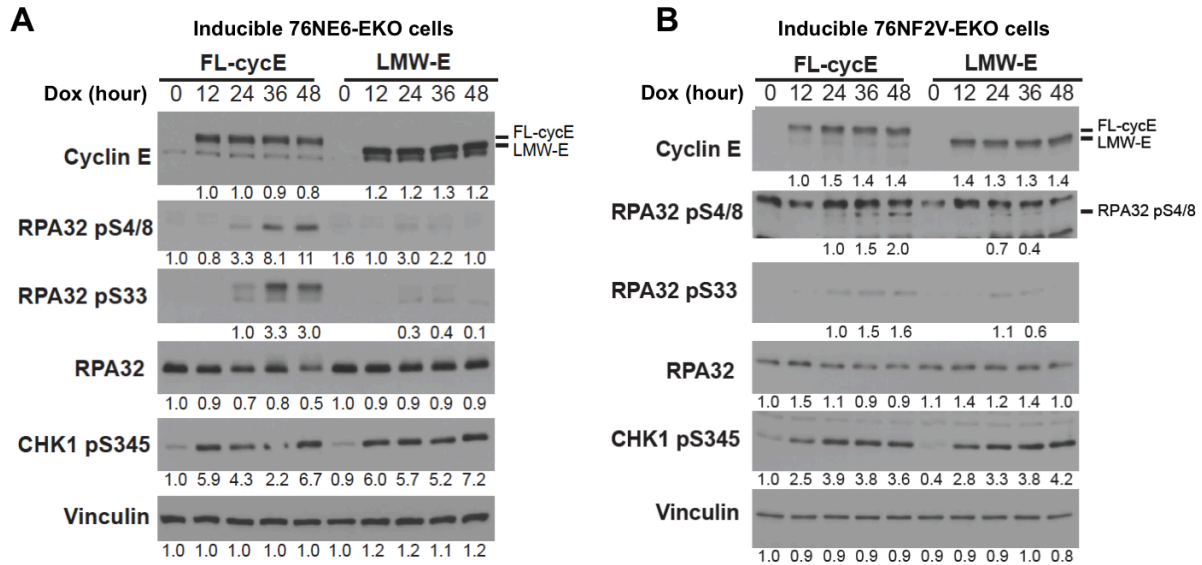 A
Inducible 76NE6-EKO cells
FL-cycE LMW-E
Dox (hour) 0 12 24 36 48 0 12 24 36 48
Cyclin E
FL-cycE
LMW-E
1.0 1.0 0.9 0.8 1.2 1.2 1.3 1.2
RPA32 pS4/8
1.0 0.8 3.3 8.1 11 1.6 1.0 3.0 2.2 1.0
RPA32 pS33
1.0 3.3 3.0 0.3 0.4 0.1
RPA32
1.0 0.9 0.7 0.8 0.5 1.0 0.9 0.9 0.9 0.9
CHK1 pS345
1.0 5.9 4.3 2.2 6.7 0.9 6.0 5.7 5.2 7.2
Vinculin
1.0 1.0 1.0 1.0 1.0 1.0 1.2 1.2 1.1 1.2
B
Inducible 76NF2V-EKO cells
FL-cycE LMW-E
Dox (hour) 0 12 24 36 48 0 12 24 36 48
Cyclin E
FL-cycE
LMW-E
1.0 1.5 1.4 1.4 1.4 1.3 1.3 1.4
RPA32 pS4/8
RPA32 pS4/8
1.0 1.5 2.0 0.7 0.4
RPA32 pS33
1.0 1.5 1.6 1.1 0.6
RPA32
1.0 1.5 1.1 0.9 0.9 1.1 1.4 1.2 1.4 1.0
CHK1 pS345
1.0 2.5 3.9 3.8 3.6 0.4 2.8 3.3 3.8 4.2
Vinculin
1.0 0.9 0.9 0.9 0.9 0.9 0.9 0.9 1.0 0.8